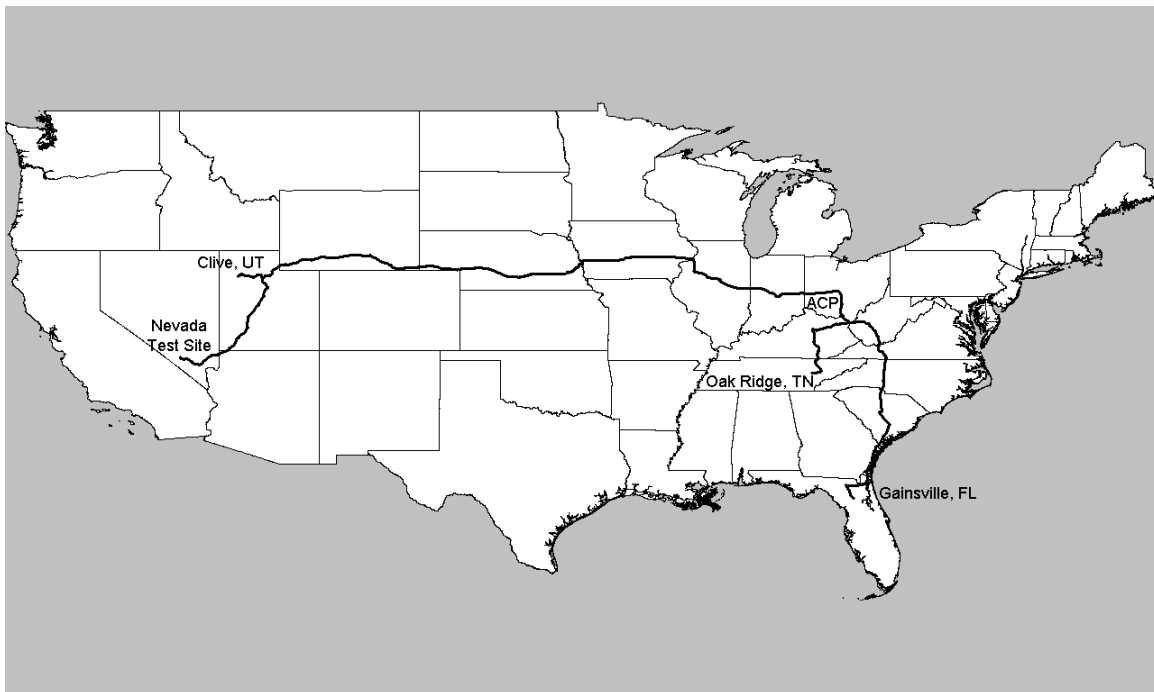 Clive, UT
Nevada
Test Site
ACP
Oak Ridge, TN
Gainsville, FL